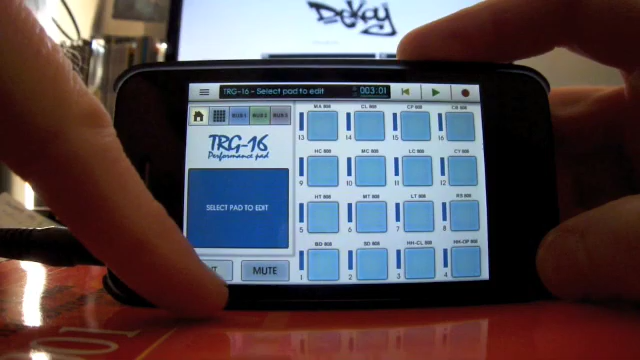 DeKay
TRG-16 - Select pad to edit
003:01
TRG-16
Performance pad
SELECT PAD TO EDIT
MUTE
MA 808
CL 808
CP 808
CB 808
13
14
15
16
HC 808
MC 808
LC 808
CY 808
9
10
11
12
HT 808
MT 808
LT 808
RS 808
5
6
7
8
BD 808
SD 808
HH-CL 808
HH-OP 808
1
2
3
4